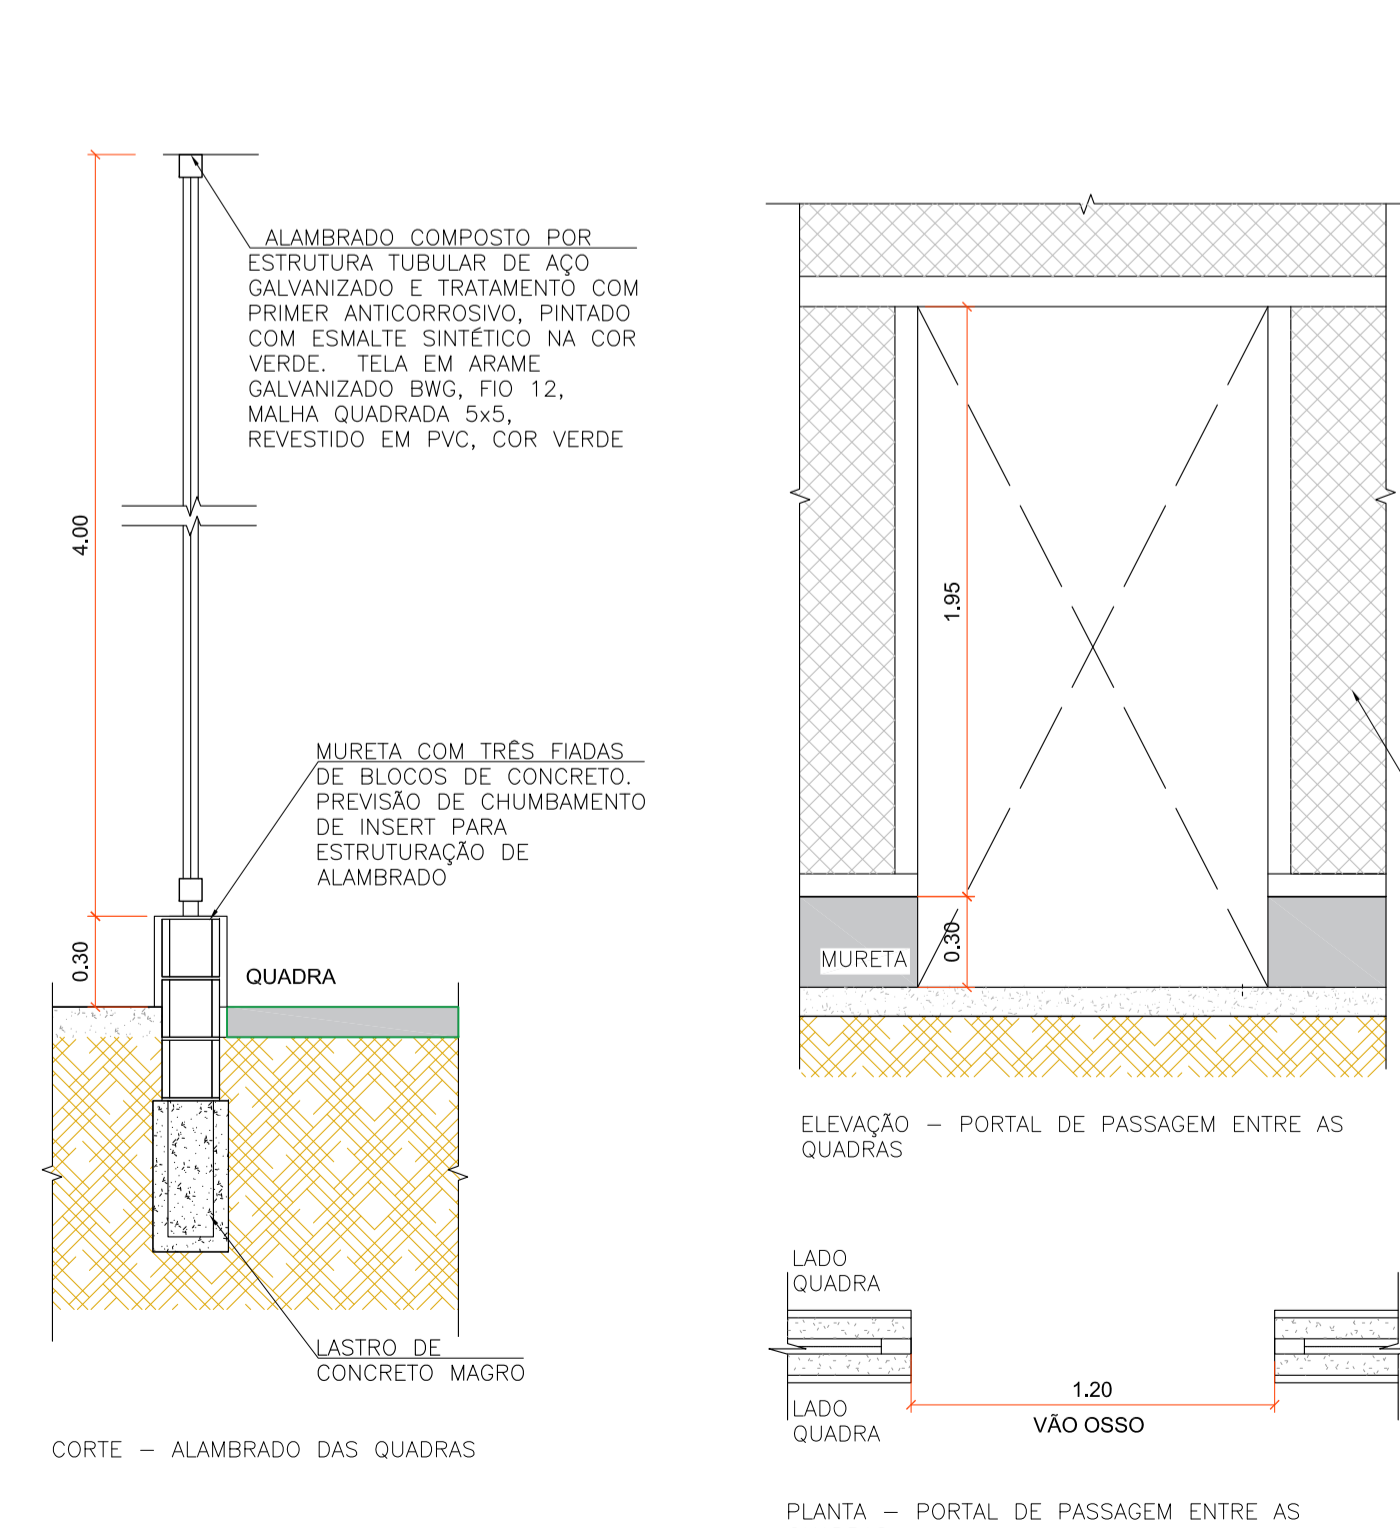 ALAMBRADO COMPOSTO POR
ESTRUTURA TUBULAR DE AÇO
GALVANIZADO E TRATAMENTO COM
PRIMER ANTICORROSIVO, PINTADO
COM ESMALTE SINTÉTICO NA COR
VERDE. TELA EM ARAME
GALVANIZADO BWG, FIO 12,
MALHA QUADRADA 5x5,
REVESTIDO EM PVC, COR VERDE
4.00
MURETA COM TRÊS FIADAS
DE BLOCOS DE CONCRETO.
PREVISÃO DE CHUMBAMENTO
DE INSERT PARA
ESTRUTURAÇÃO DE
ALAMBRADO
0.30
QUADRA
LASTRO DE
CONCRETO MAGRO
CORTE – ALAMBRADO DAS QUADRAS
1.95
0.30
MURETA
ELEVAÇÃO – PORTAL DE PASSAGEM ENTRE AS
QUADRAS
LADO
QUADRA
1.20
VÃO OSSO
LADO
QUADRA
PLANTA – PORTAL DE PASSAGEM ENTRE AS